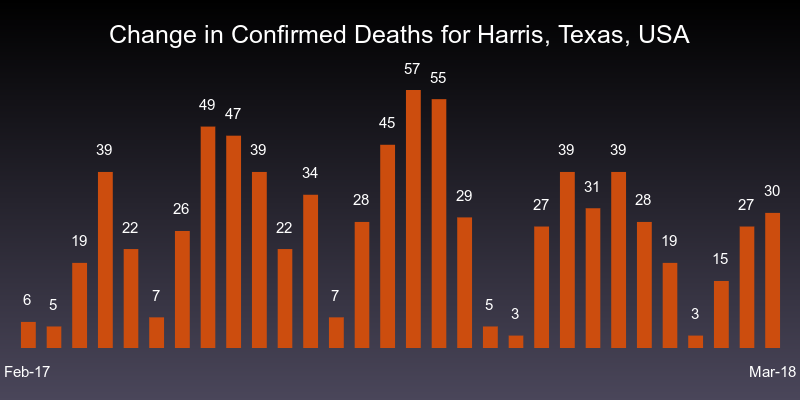 Change in Confirmed Deaths for Harris, Texas, USA
6 5 19 39 22 7 26 49 47 39 22 34 7 28 45 57 55 29 5 3 27 39 31 39 28 19 3 15 27 30
Feb-17 Mar-18